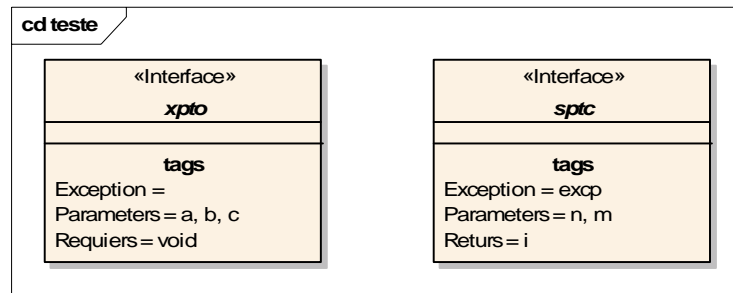 cd teste
«Interface»
xpto
tags
Exception =
Parameters = a, b, c
Requiers = void
«Interface»
sptc
tags
Exception = excp
Parameters = n, m
Returs = i